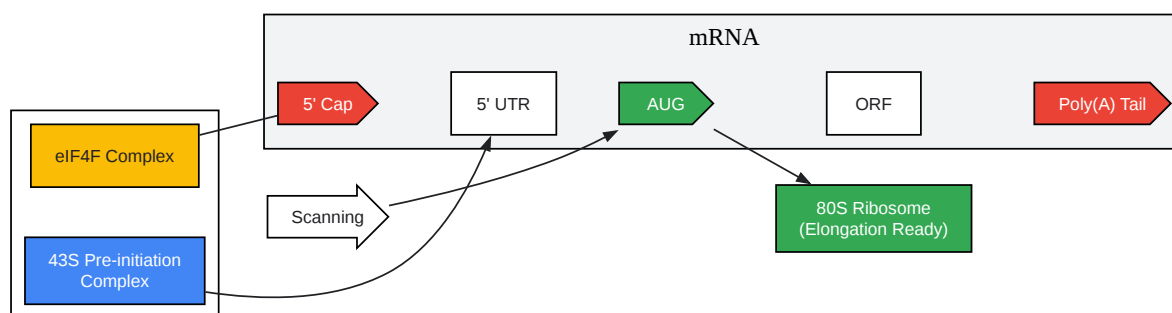 mRNA
5' Cap
5' UTR
AUG
ORF
Poly(A) Tail
eIF4F Complex
Scanning
80S Ribosome
(Elongation Ready)
43S Pre-initiation
Complex